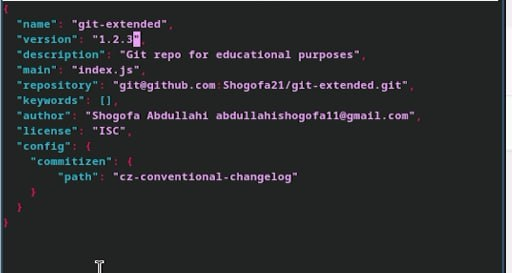 {
  "name": "git-extended",
  "version": "1.2.3",
  "description": "Git repo for educational purposes",
  "main": "index.js",
  "repository": "git@github.com:Shogofa21/git-extended.git",
  "keywords": [],
  "author": "Shogofa Abdullahi abdullahishogofa11@gmail.com",
  "license": "ISC",
  "config": {
    "commitizen": {
        "path": "cz-conventional-changelog"
    }
  }
}